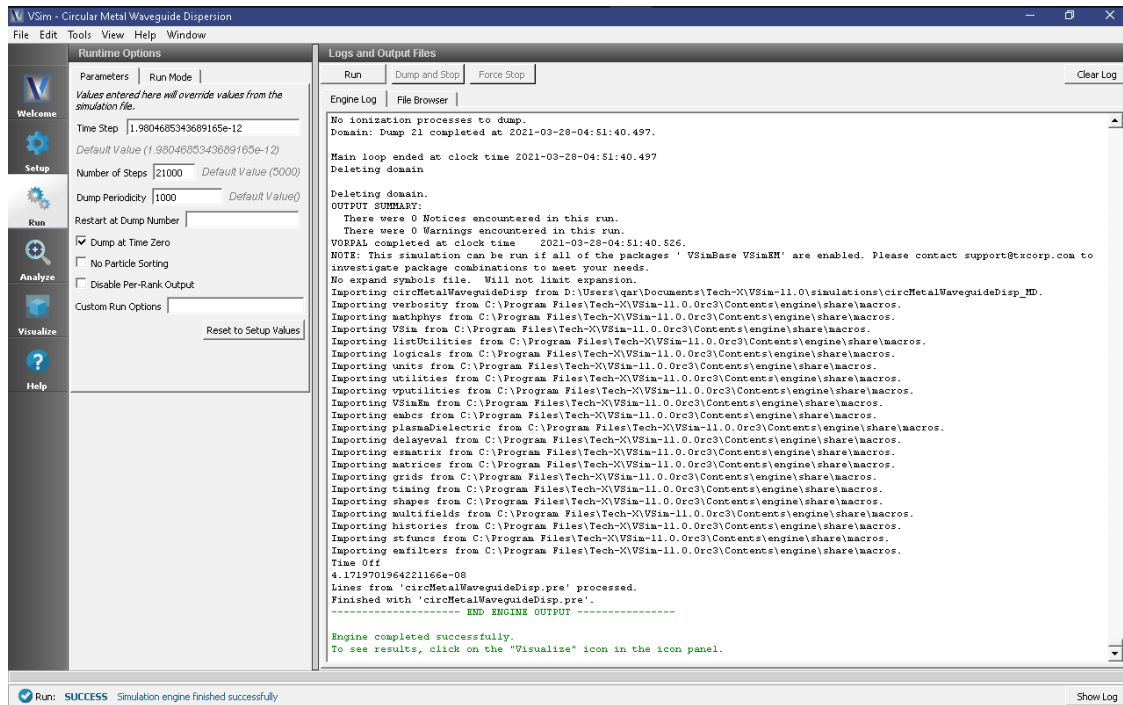 VSim - Circular Metal Waveguide Dispersion
File Edit Tools View Help Window
Runtime Options
Logs and Output Files
Welcome
Setup
Run
Analyze
Visualize
Help
Parameters
Run Mode
Values entered here will override values from the
simulation file.
Time Step 1.9804685343689165e-12
Default Value (1.9804685343689165e-12)
Number of Steps 21000 Default Value (5000)
Dump Periodicity 1000 Default Value()
Restart at Dump Number
Dump at Time Zero
No Particle Sorting
Disable Per-Rank Output
Custom Run Options
Reset to Setup Values
Run Dump and Stop Force Stop Clear Log
Engine Log File Browser
No ionization processes to dump.
Domain: Dump 21 completed at 2021-03-28-04:51:40.497.
Main loop ended at clock time 2021-03-28-04:51:40.497
Deleting domain
Deleting domain.
OUTPUT SUMMARY:
There were 0 Notices encountered in this run.
There were 0 Warnings encountered in this run.
VORPAL completed at clock time 2021-03-28-04:51:40.526.
NOTE: This simulation can be run if all of the packages ' VSimBase VSimEM' are enabled. Please contact support@txcorp.com to
investigate package combinations to meet your needs.
No expand symbols file. Will not limit expansion.
Importing circMetalWaveguideDisp from D:\Users\qar\Documents\Tech-X\VSim-11.0\simulations\circMetalWaveguideDisp_MD.
Importing verbosity from C:\Program Files\Tech-X\VSim-11.0.0rc3\Contents\engine\share\macros.
Importing mathphys from C:\Program Files\Tech-X\VSim-11.0.0rc3\Contents\engine\share\macros.
Importing VSim from C:\Program Files\Tech-X\VSim-11.0.0rc3\Contents\engine\share\macros.
Importing listUtilities from C:\Program Files\Tech-X\VSim-11.0.0rc3\Contents\engine\share\macros.
Importing logicals from C:\Program Files\Tech-X\VSim-11.0.0rc3\Contents\engine\share\macros.
Importing units from C:\Program Files\Tech-X\VSim-11.0.0rc3\Contents\engine\share\macros.
Importing utilities from C:\Program Files\Tech-X\VSim-11.0.0rc3\Contents\engine\share\macros.
Importing vputilities from C:\Program Files\Tech-X\VSim-11.0.0rc3\Contents\engine\share\macros.
Importing VSimEm from C:\Program Files\Tech-X\VSim-11.0.0rc3\Contents\engine\share\macros.
Importing embcs from C:\Program Files\Tech-X\VSim-11.0.0rc3\Contents\engine\share\macros.
Importing plasmaDielectric from C:\Program Files\Tech-X\VSim-11.0.0rc3\Contents\engine\share\macros.
Importing delayeval from C:\Program Files\Tech-X\VSim-11.0.0rc3\Contents\engine\share\macros.
Importing esmatrix from C:\Program Files\Tech-X\VSim-11.0.0rc3\Contents\engine\share\macros.
Importing matrices from C:\Program Files\Tech-X\VSim-11.0.0rc3\Contents\engine\share\macros.
Importing grids from C:\Program Files\Tech-X\VSim-11.0.0rc3\Contents\engine\share\macros.
Importing timing from C:\Program Files\Tech-X\VSim-11.0.0rc3\Contents\engine\share\macros.
Importing shapes from C:\Program Files\Tech-X\VSim-11.0.0rc3\Contents\engine\share\macros.
Importing multifields from C:\Program Files\Tech-X\VSim-11.0.0rc3\Contents\engine\share\macros.
Importing histories from C:\Program Files\Tech-X\VSim-11.0.0rc3\Contents\engine\share\macros.
Importing stfuncs from C:\Program Files\Tech-X\VSim-11.0.0rc3\Contents\engine\share\macros.
Importing emfilters from C:\Program Files\Tech-X\VSim-11.0.0rc3\Contents\engine\share\macros.
Time Off
4.1719701964221166e-08
Lines from 'circMetalWaveguideDisp.pre' processed.
Finished with 'circMetalWaveguideDisp.pre'.
--------------------- END ENGINE OUTPUT ----------------
Engine completed successfully.
To see results, click on the "Visualize" icon in the icon panel.
Run: SUCCESS Simulation engine finished successfully
Show Log